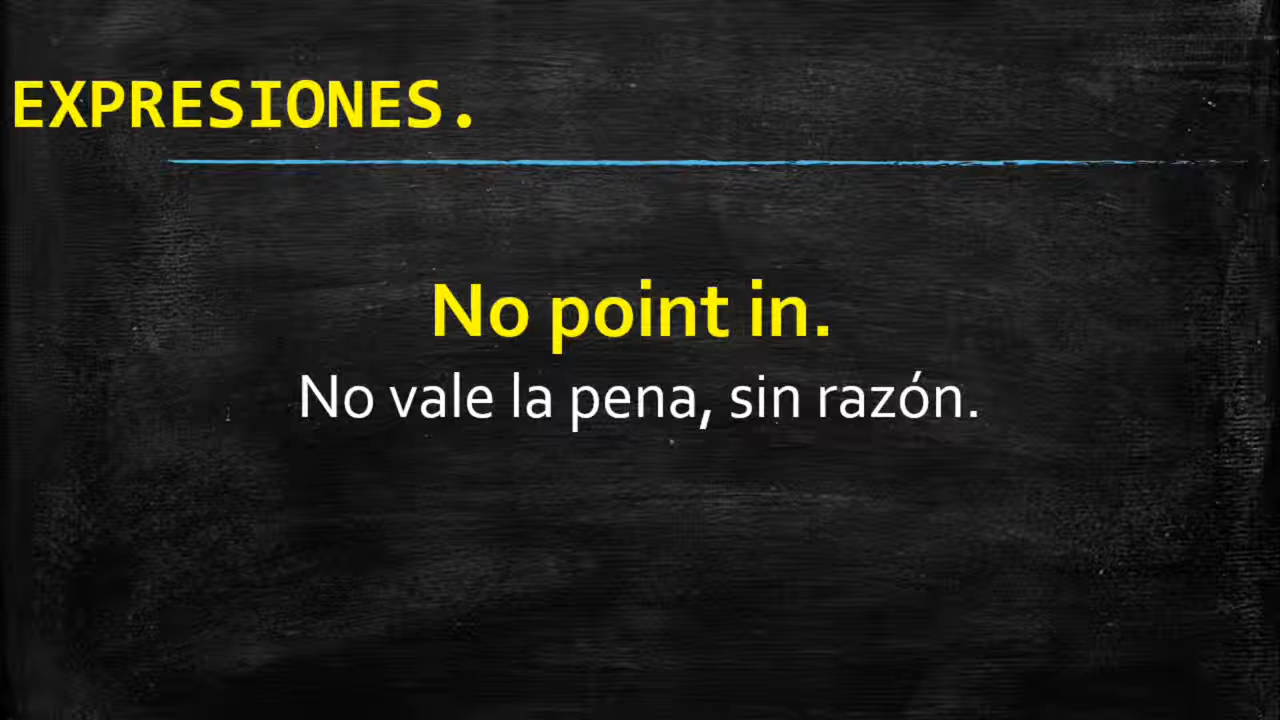 EXPRESIONES.
No point in.
No vale la pena, sin razón.